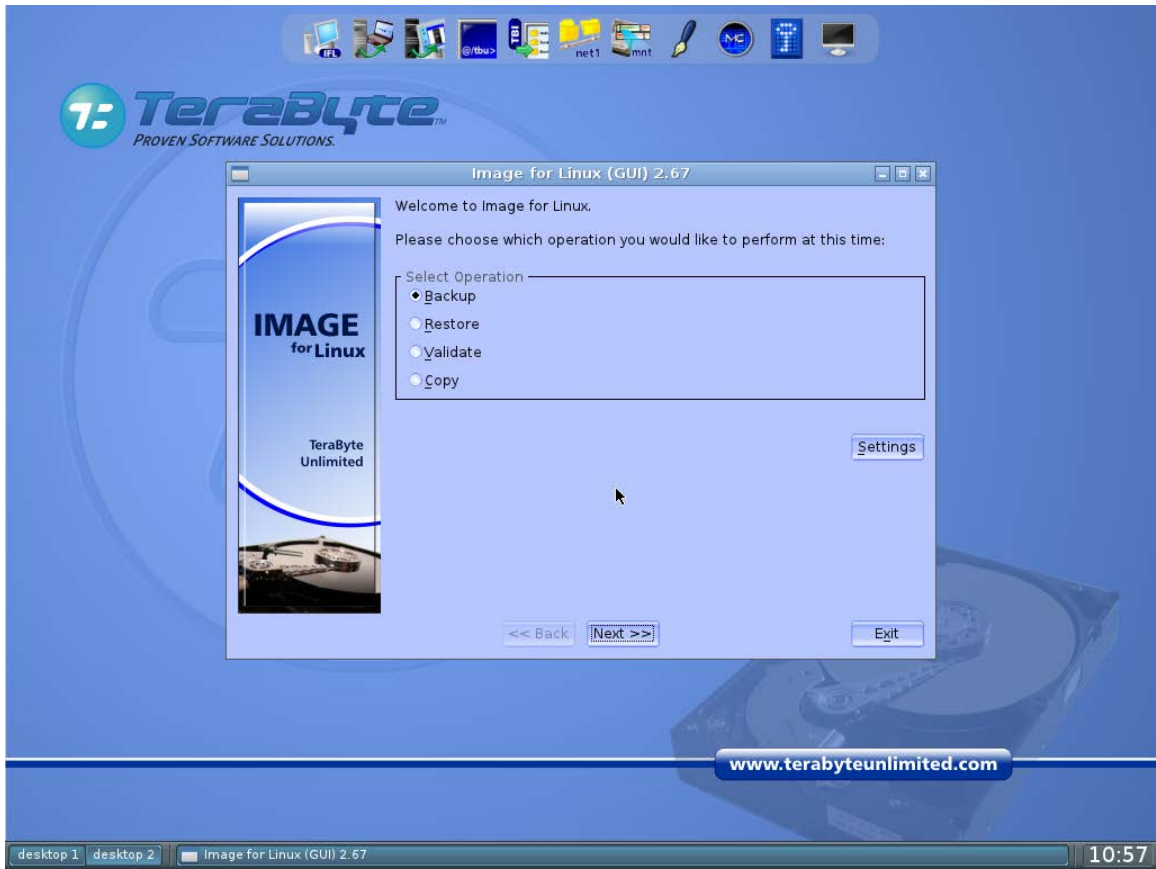 IFL
@/tbu>
TBI
net1
mnt
MC
T
TeraByte TM
PROVEN SOFTWARE SOLUTIONS.
Image for Linux (GUI) 2.67
Welcome to Image for Linux.
Please choose which operation you would like to perform at this time:
Select Operation
Backup
Restore
Validate
Copy
IMAGE
for Linux
TeraByte
Unlimited
Settings
<< Back
Next >>
Exit
www.terabyteunlimited.com
desktop 1
desktop 2
Image for Linux (GUI) 2.67
10:57